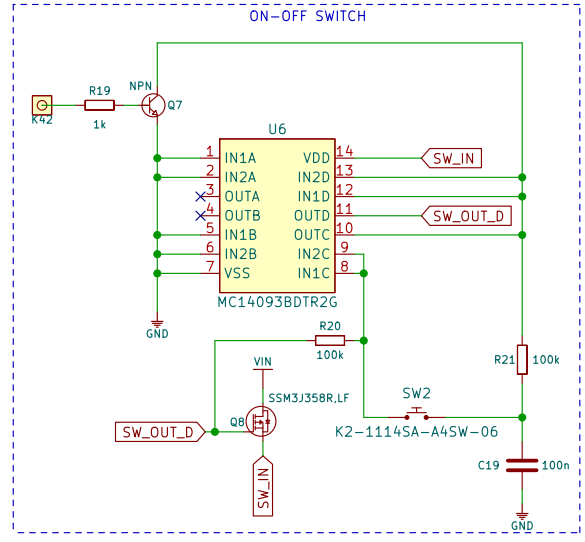 ON-OFF SWITCH
NPN
R19
Q7
K42
1k
U6
1 IN1A VDD 14 SW_IN
2 IN2A IN2D 13
3 OUTA IN1D 12
4 OUTB OUTD 11 SW_OUT_D
5 IN1B OUTC 10
6 IN2B IN2C 9
7 VSS IN1C 8
MC14093BDTR2G
GND
R20
100k
VIN
R21 100k
SSM3J358R,LF
SW2
Q8
SW_OUT_D
K2-1114SA-A4SW-06
C19 100n
SW_IN
GND